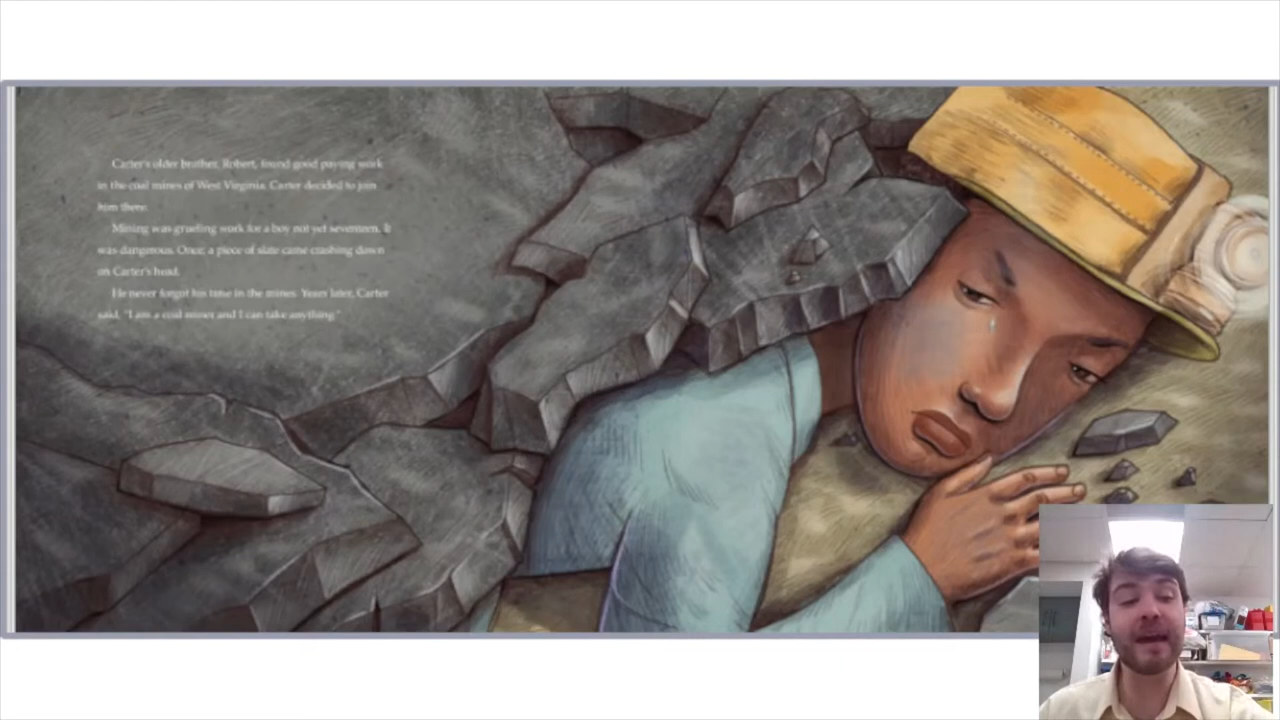 Carter's older brother, Robert, found good paying work
in the coal mines of West Virginia. Carter decided to join
him there.
Mining was grueling work for a boy not yet seventeen. It
was dangerous. Once, a piece of slate came crashing down
on Carter's head.
He never forgot his time in the mines. Years later, Carter
said, "I am a coal miner and I can take anything."